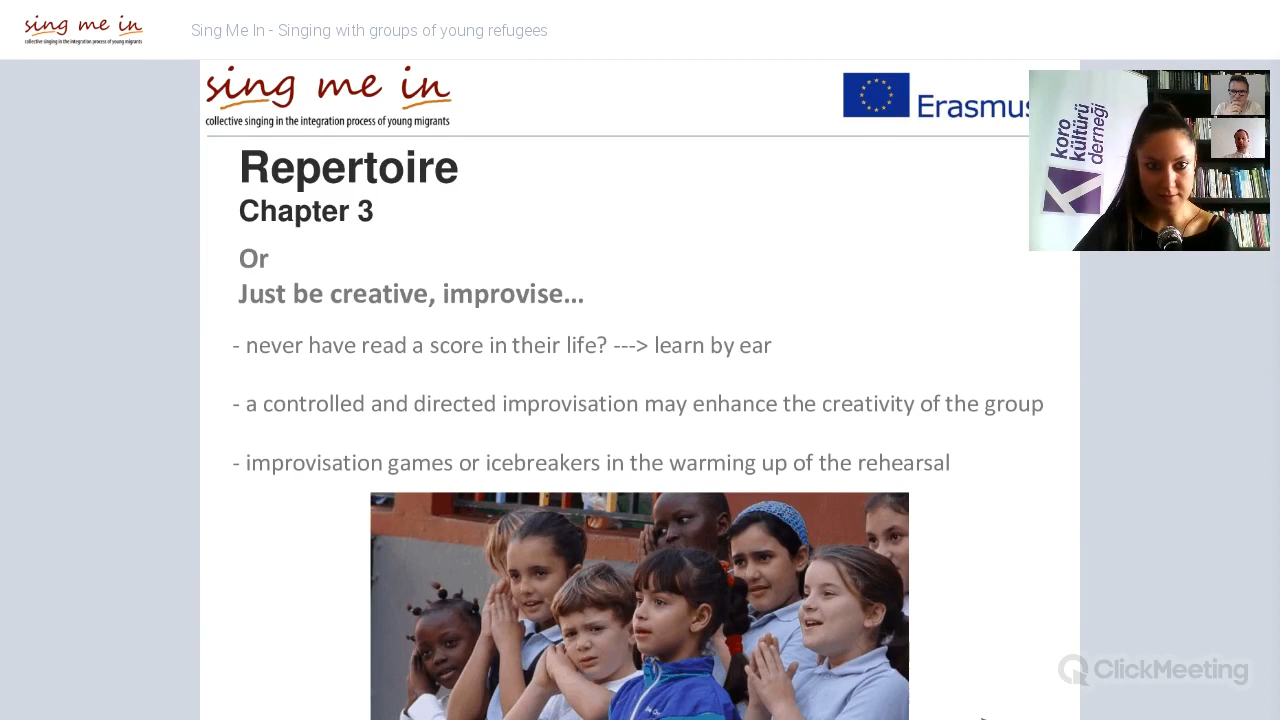 sing me in
collective singing in the integration process of young migrants
Sing Me In - Singing with groups of young refugees
sing me in
collective singing in the integration process of young migrants
Erasmus
koro
kültürü
derneği
Repertoire
Chapter 3
Or
Just be creative, improvise...
- never have read a score in their life? ---> learn by ear
- a controlled and directed improvisation may enhance the creativity of the group
- improvisation games or icebreakers in the warming up of the rehearsal
ClickMeeting